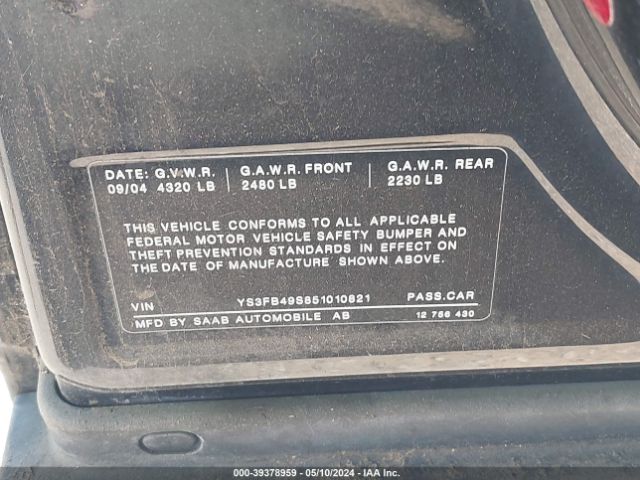 DATE: G.V.W.R. G.A.W.R. FRONT G.A.W.R. REAR
09/04 4320 LB 2480 LB 2230 LB
THIS VEHICLE CONFORMS TO ALL APPLICABLE
FEDERAL MOTOR VEHICLE SAFETY BUMPER AND
THEFT PREVENTION STANDARDS IN EFFECT ON
THE DATE OF MANUFACTURE SHOWN ABOVE.
VIN YS3FB49S651010821 PASS.CAR
MFD BY SAAB AUTOMOBILE AB 12 766 430
000-39378959 - 05/10/2024 - IAA Inc.